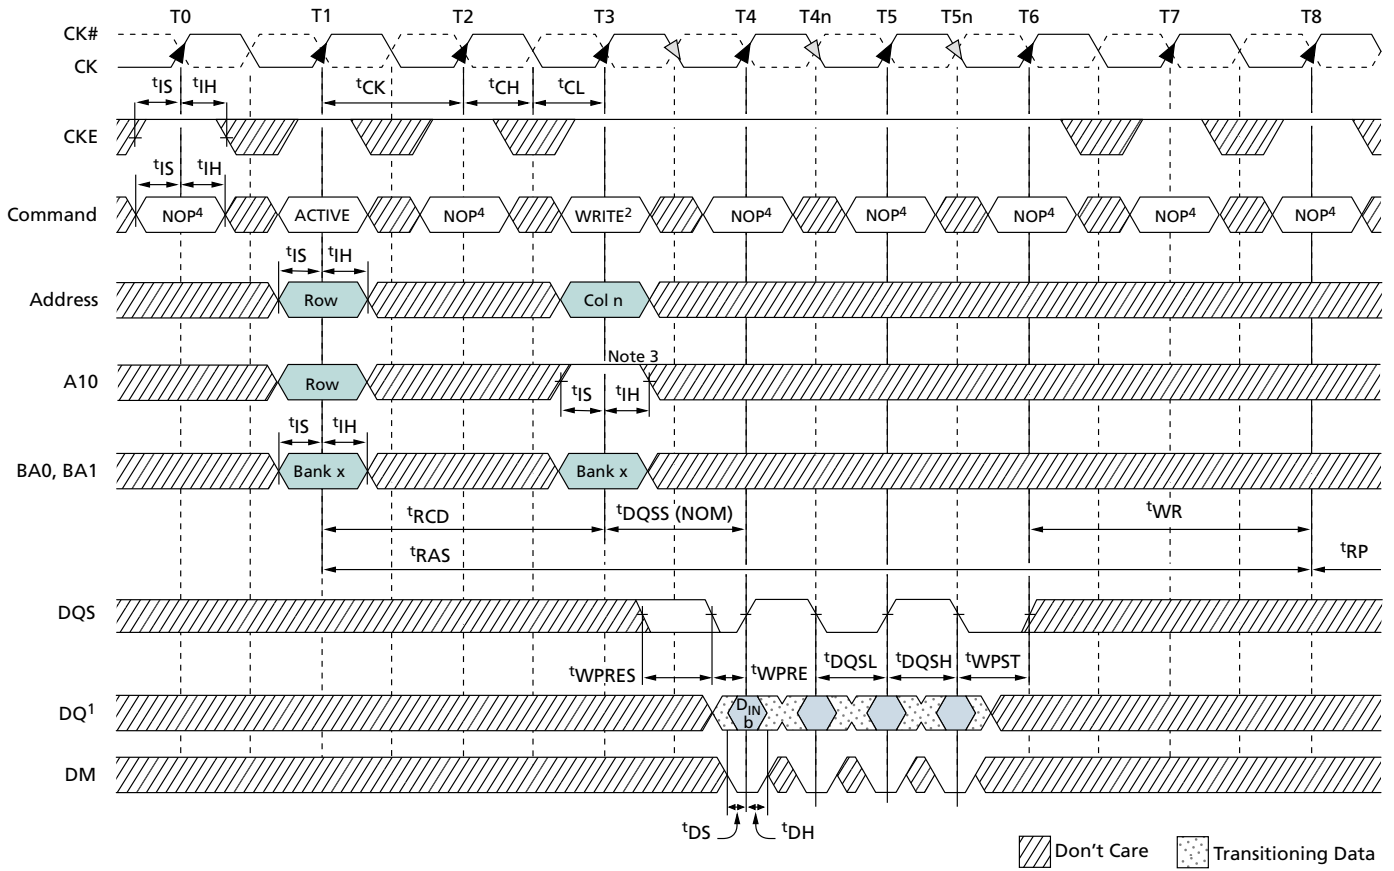 T0 T1 T2 T3 T4 T4n T5 T5n T6 T7 T8
CK#
CK
tIS tIH tCK tCH tCL
CKE
tIS tIH
Command NOP4 ACTIVE NOP4 WRITE2 NOP4 NOP4 NOP4 NOP4 NOP4
tIS tIH
Address Row Col n
Note 3
A10 Row
tIS tIH
tIS tIH
BA0, BA1 Bank x Bank x
tRCD tDQSS (NOM) tWR
tRAS tRP
DQS
tWPRES tWPRE tDQSL tDQSH tWPST
DQ1 DIN
b
DM
tDS tDH
Don't Care Transitioning Data